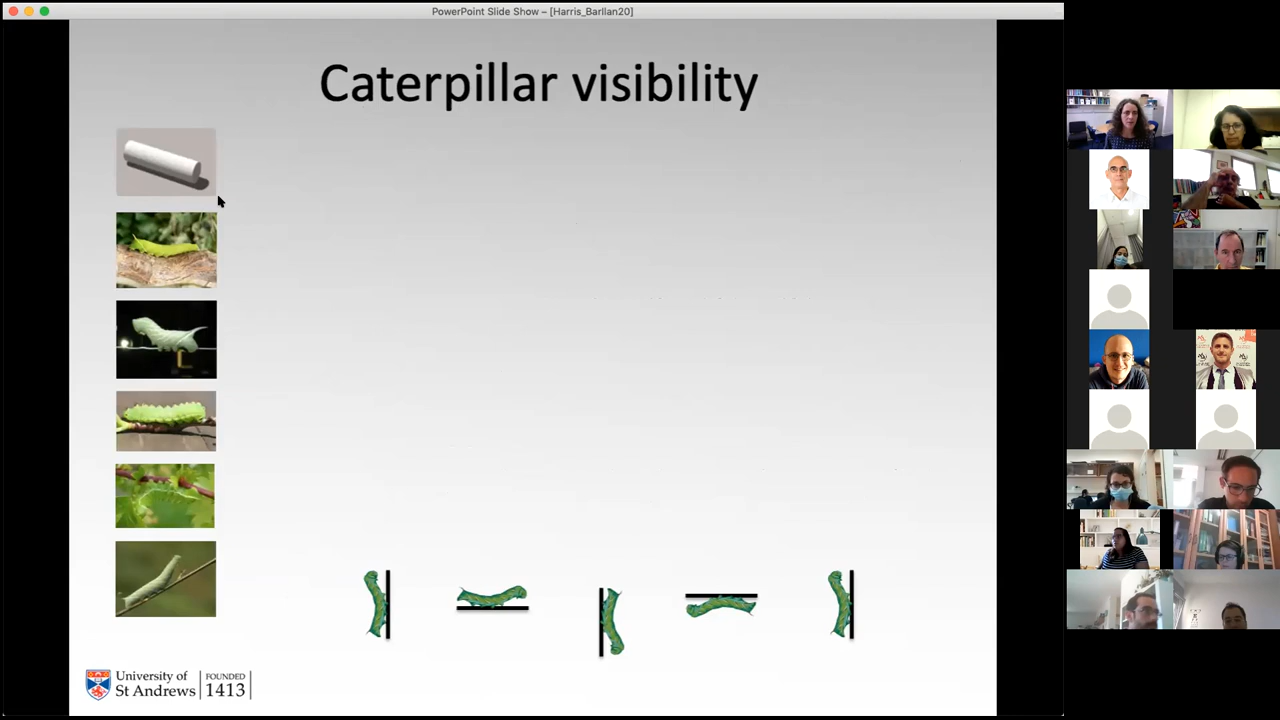 PowerPoint Slide Show – [Harris_BarIlan20]
Caterpillar visibility
University of
St Andrews
FOUNDED
1413